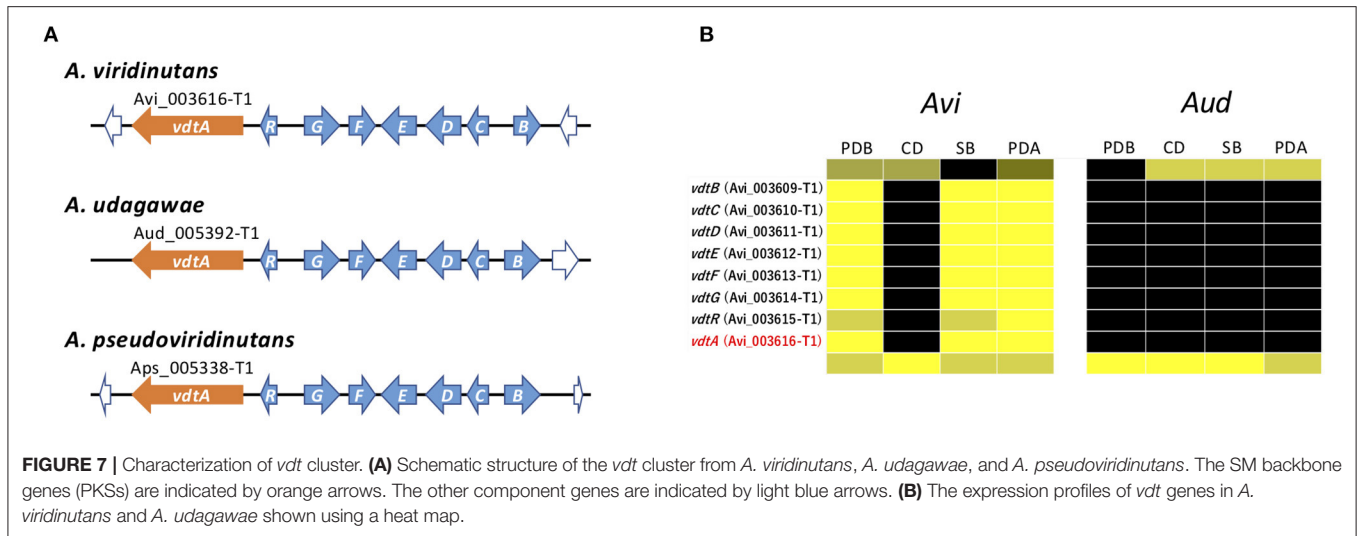 A
A. viridinutans
Avi_003616-T1
vdtA R G F E D C B
A. udagawae
Aud_005392-T1
vdtA R G F E D C B
A. pseudoviridinutans
Aps_005338-T1
vdtA R G F E D C B
B
Avi Aud
PDB CD SB PDA PDB CD SB PDA
vdtB (Avi_003609-T1)
vdtC (Avi_003610-T1)
vdtD (Avi_003611-T1)
vdtE (Avi_003612-T1)
vdtF (Avi_003613-T1)
vdtG (Avi_003614-T1)
vdtR (Avi_003615-T1)
vdtA (Avi_003616-T1)
FIGURE 7 | Characterization of vdt cluster. (A) Schematic structure of the vdt cluster from A. viridinutans, A. udagawae, and A. pseudoviridinutans. The SM backbone
genes (PKSs) are indicated by orange arrows. The other component genes are indicated by light blue arrows. (B) The expression profiles of vdt genes in A.
viridinutans and A. udagawae shown using a heat map.